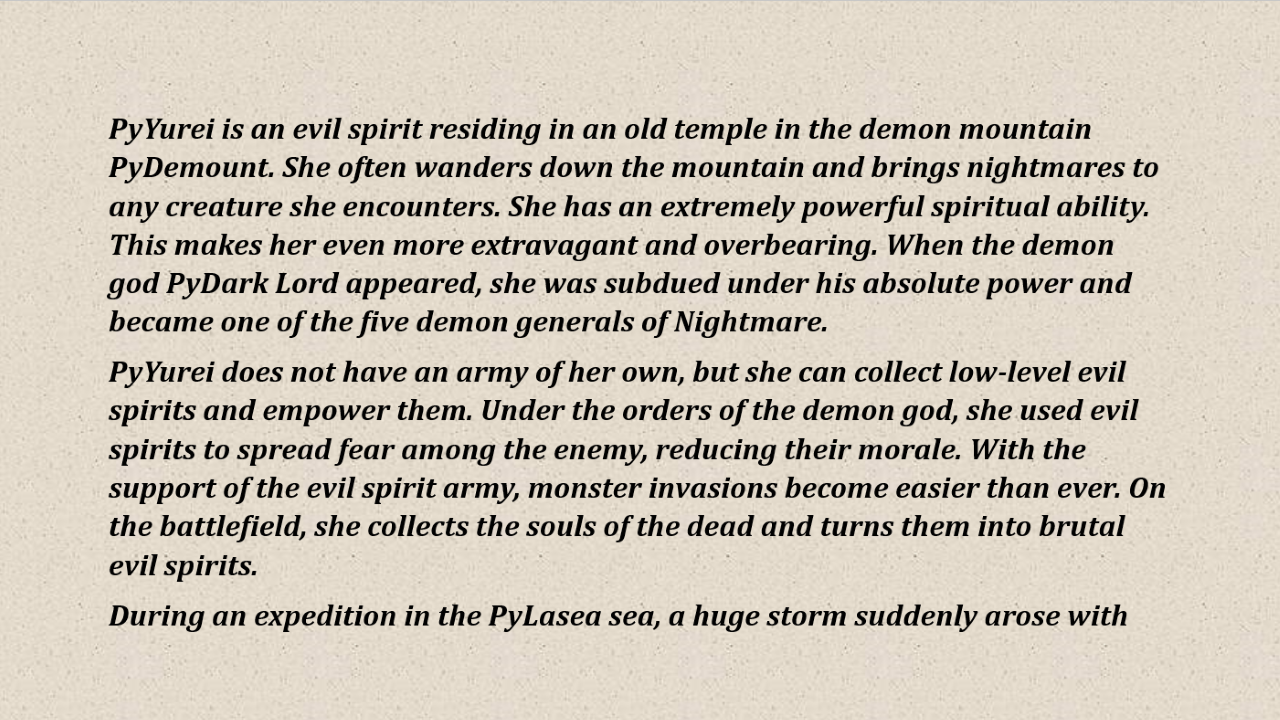 PyYurei is an evil spirit residing in an old temple in the demon mountain
PyDemount. She often wanders down the mountain and brings nightmares to
any creature she encounters. She has an extremely powerful spiritual ability.
This makes her even more extravagant and overbearing. When the demon
god PyDark Lord appeared, she was subdued under his absolute power and
became one of the five demon generals of Nightmare.
PyYurei does not have an army of her own, but she can collect low-level evil
spirits and empower them. Under the orders of the demon god, she used evil
spirits to spread fear among the enemy, reducing their morale. With the
support of the evil spirit army, monster invasions become easier than ever. On
the battlefield, she collects the souls of the dead and turns them into brutal
evil spirits.
During an expedition in the PyLasea sea, a huge storm suddenly arose with